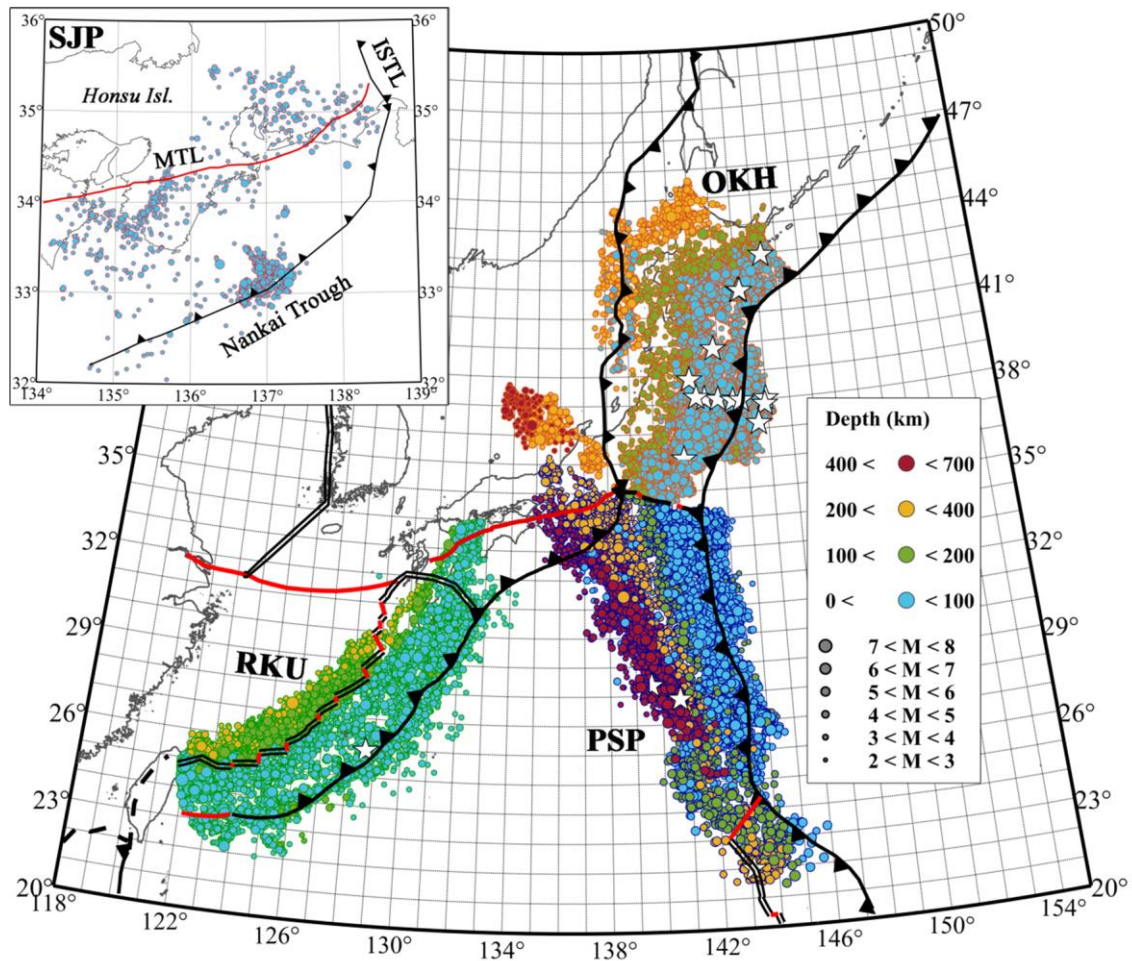 36°
36°
SJP
ISTL
Honsu Isl.
35°
35°
MTL
34°
34°
33°
33°
Nankai Trough
32°
32°
134°
135°
136°
137°
138°
139°
50°
47°
OKH
44°
41°
38°
35°
35°
32°
32°
29°
29°
RKU
26°
26°
PSP
23°
23°
20°
20°
118°
122°
126°
130°
134°
138°
142°
146°
150°
154°
Depth (km)
400 < < 700
200 < < 400
100 < < 200
0 < < 100
7 < M < 8
6 < M < 7
5 < M < 6
4 < M < 5
3 < M < 4
2 < M < 3